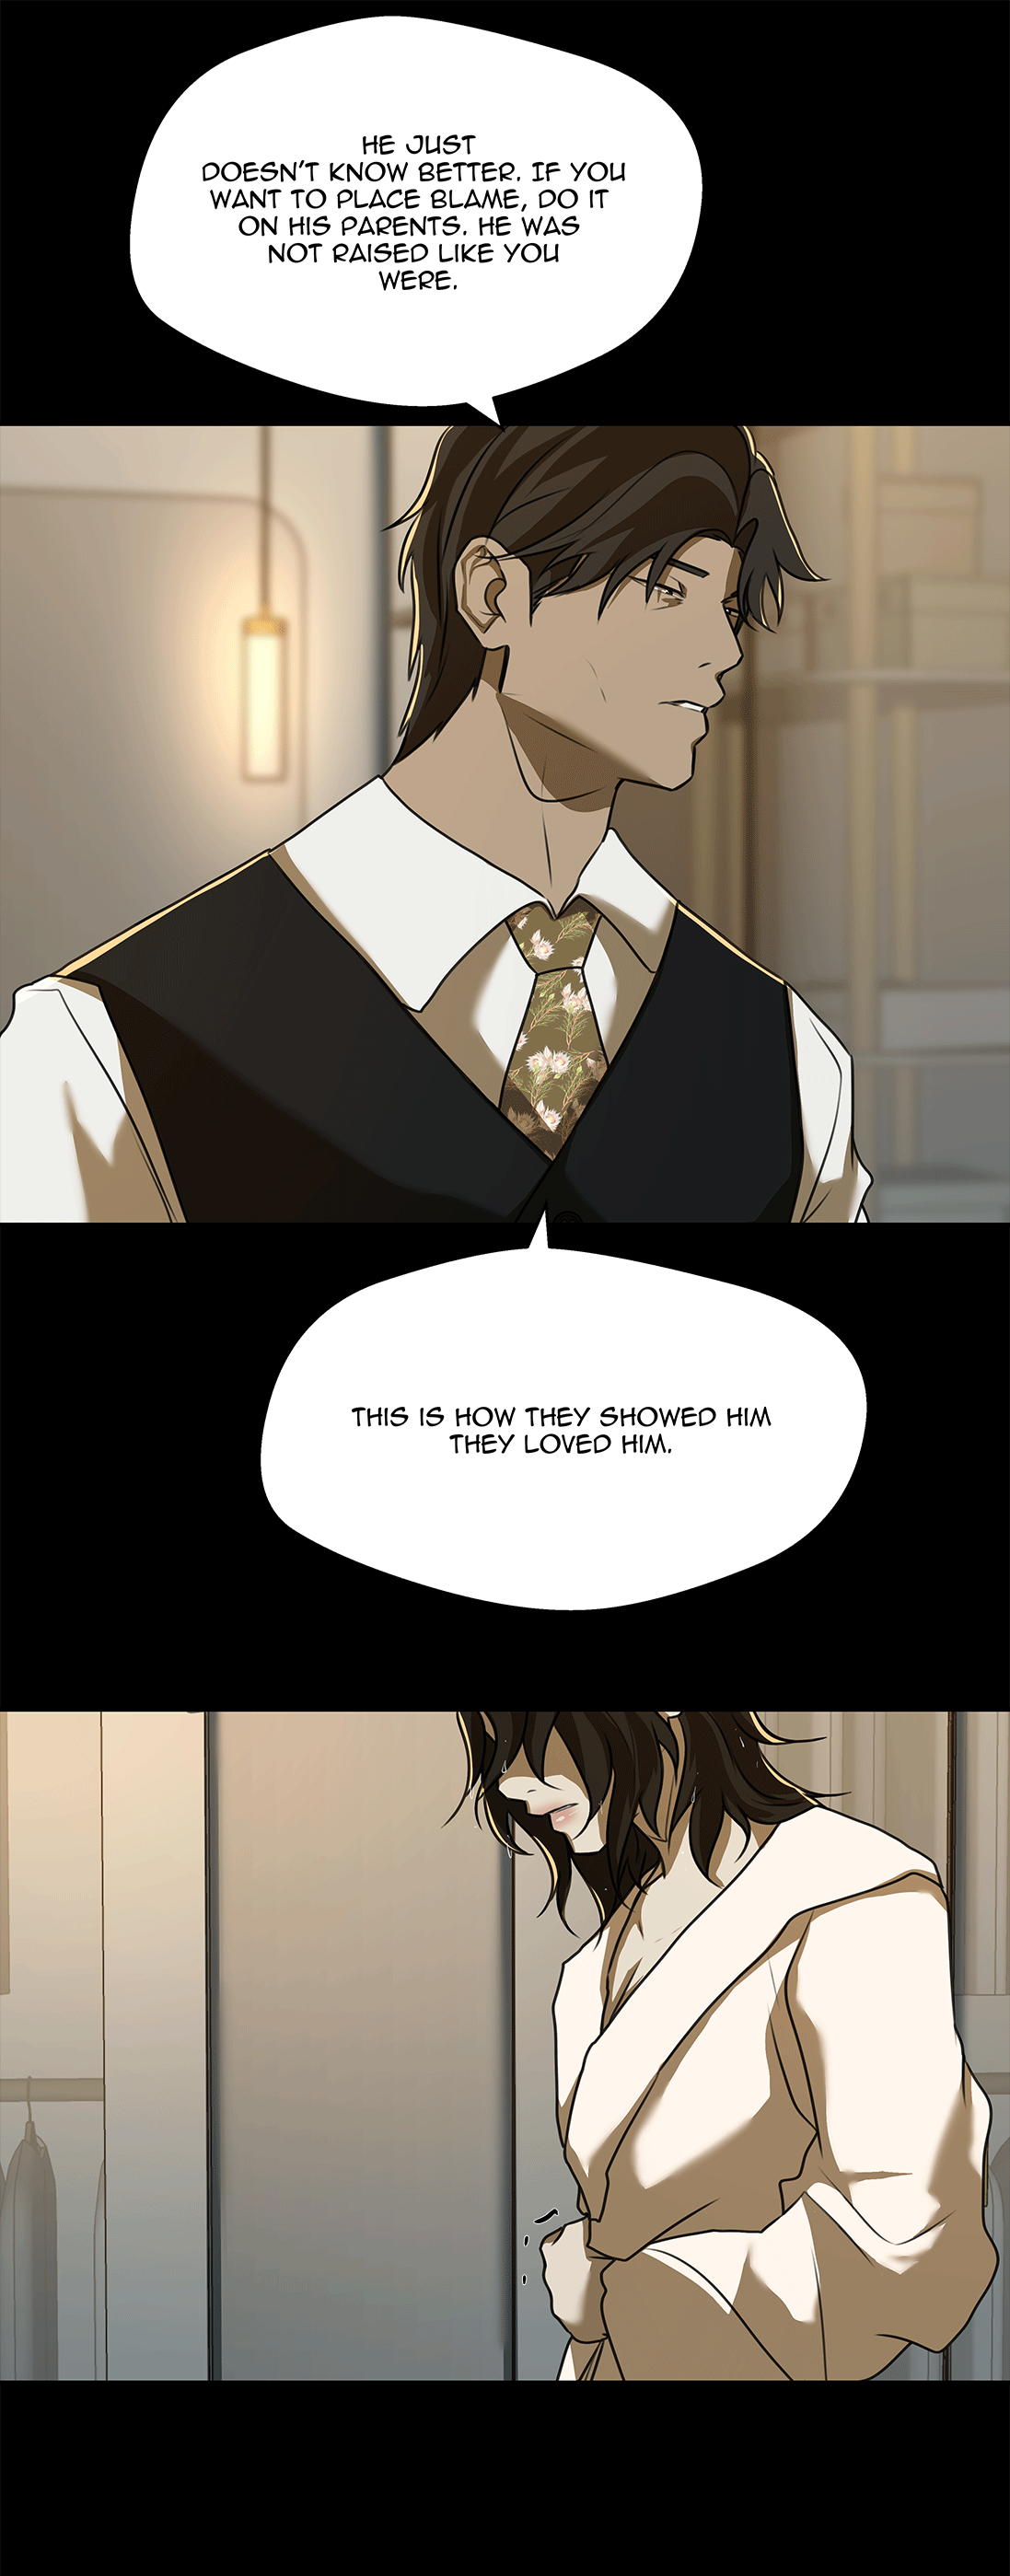 HE JUST
DOESN'T KNOW BETTER. IF YOU
WANT TO PLACE BLAME, DO IT
ON HIS PARENTS. HE WAS
NOT RAISED LIKE YOU
WERE.
THIS IS HOW THEY SHOWED HIM
THEY LOVED HIM.